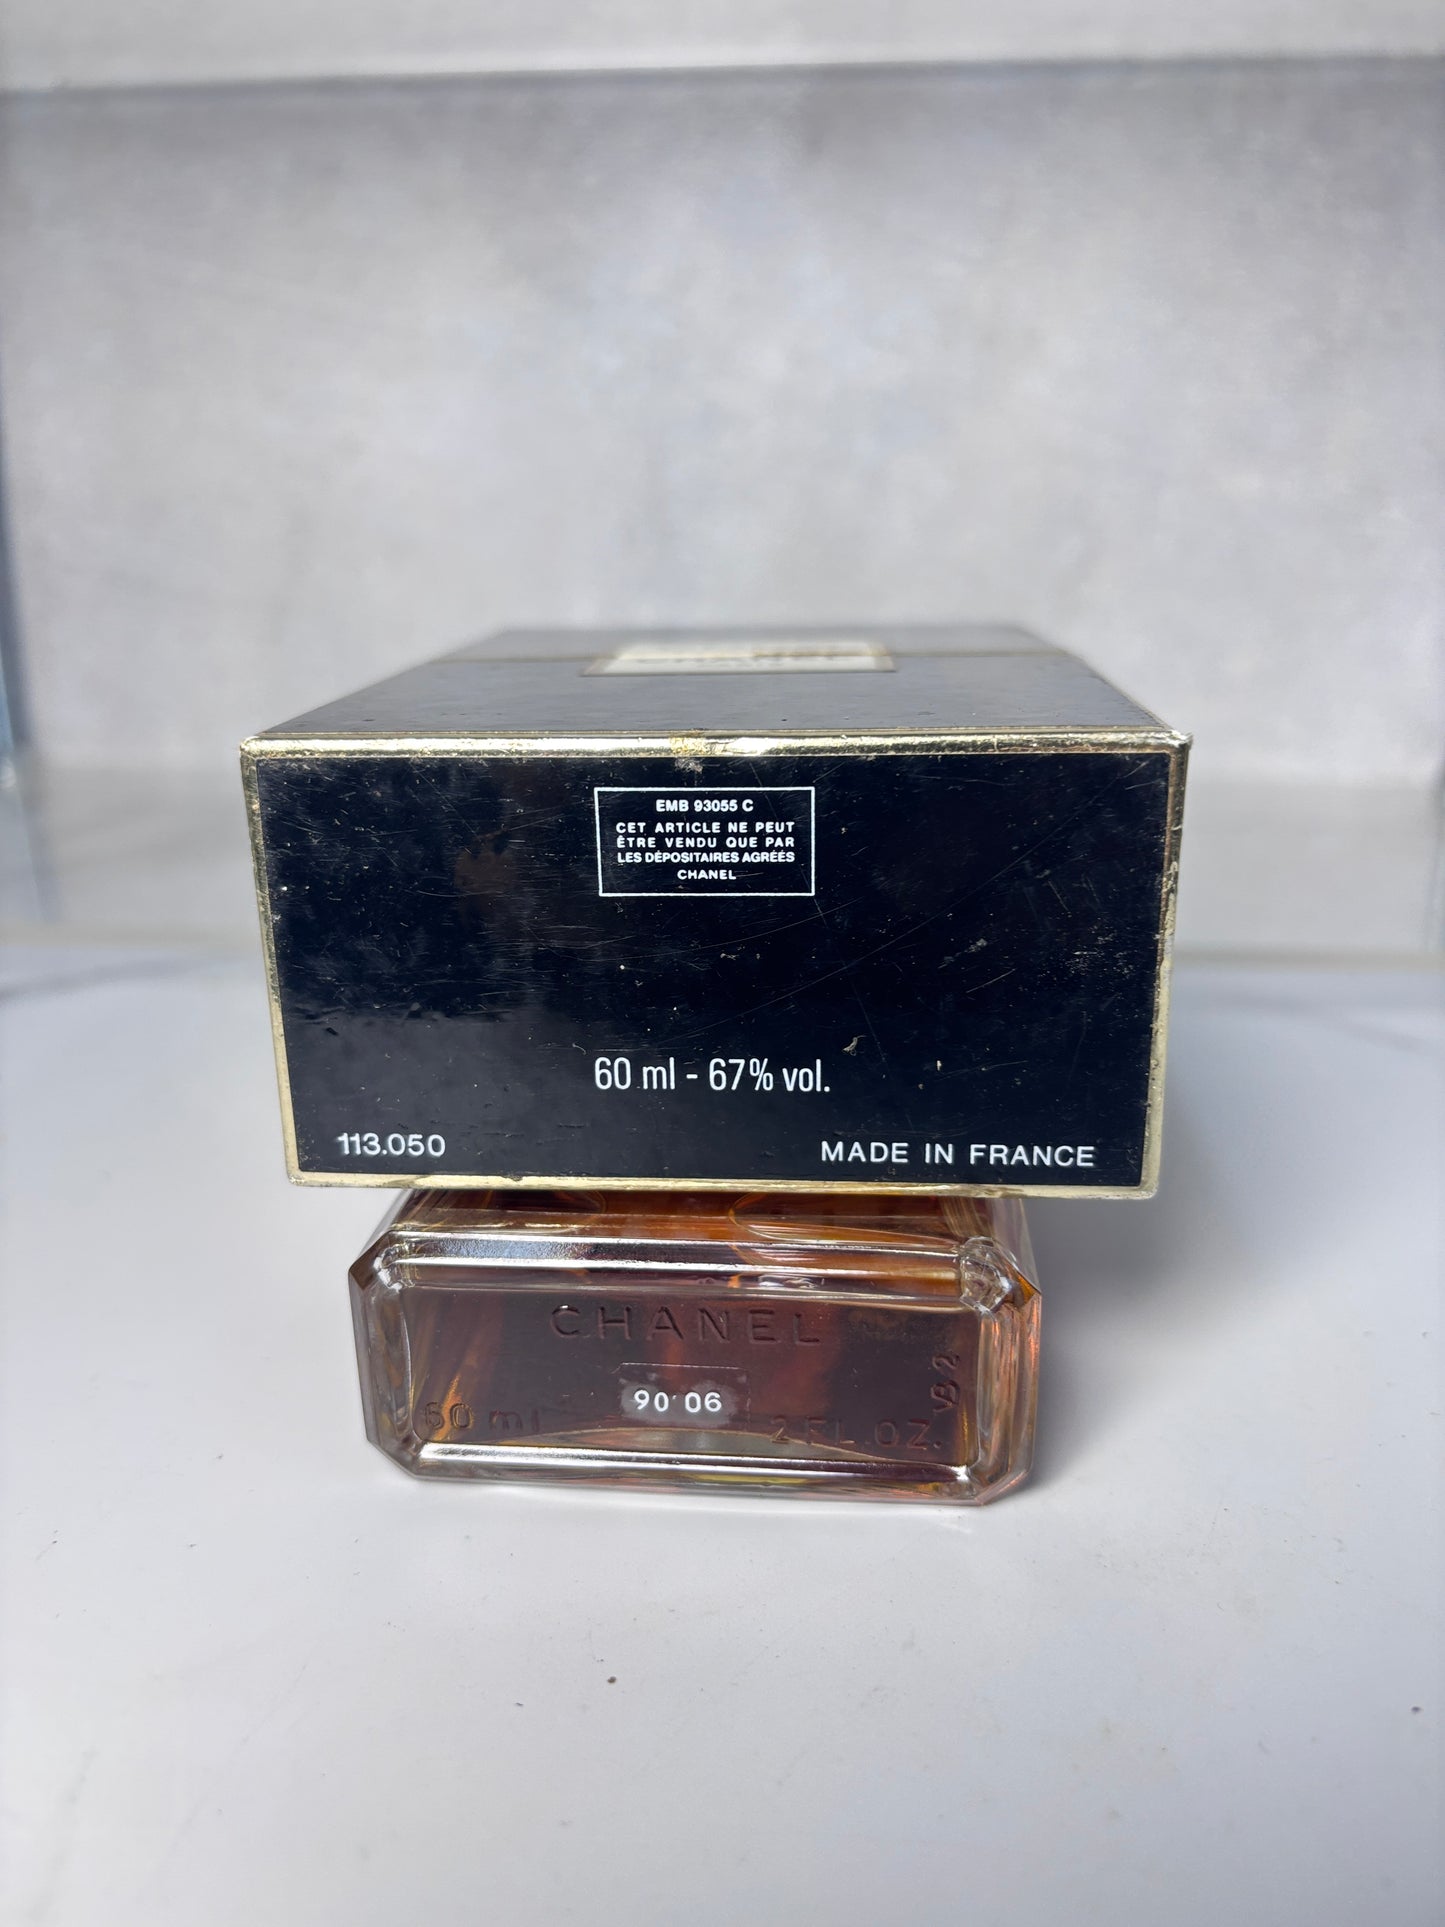 EMB 93055 C
CET ARTICLE NE PEUT
ÊTRE VENDU QUE PAR
LES DÉPOSITAIRES AGRÉÉS
CHANEL
60 ml - 67% vol.
113.050
MADE IN FRANCE
CHANEL
90 06
60 ml
2 FL.OZ.